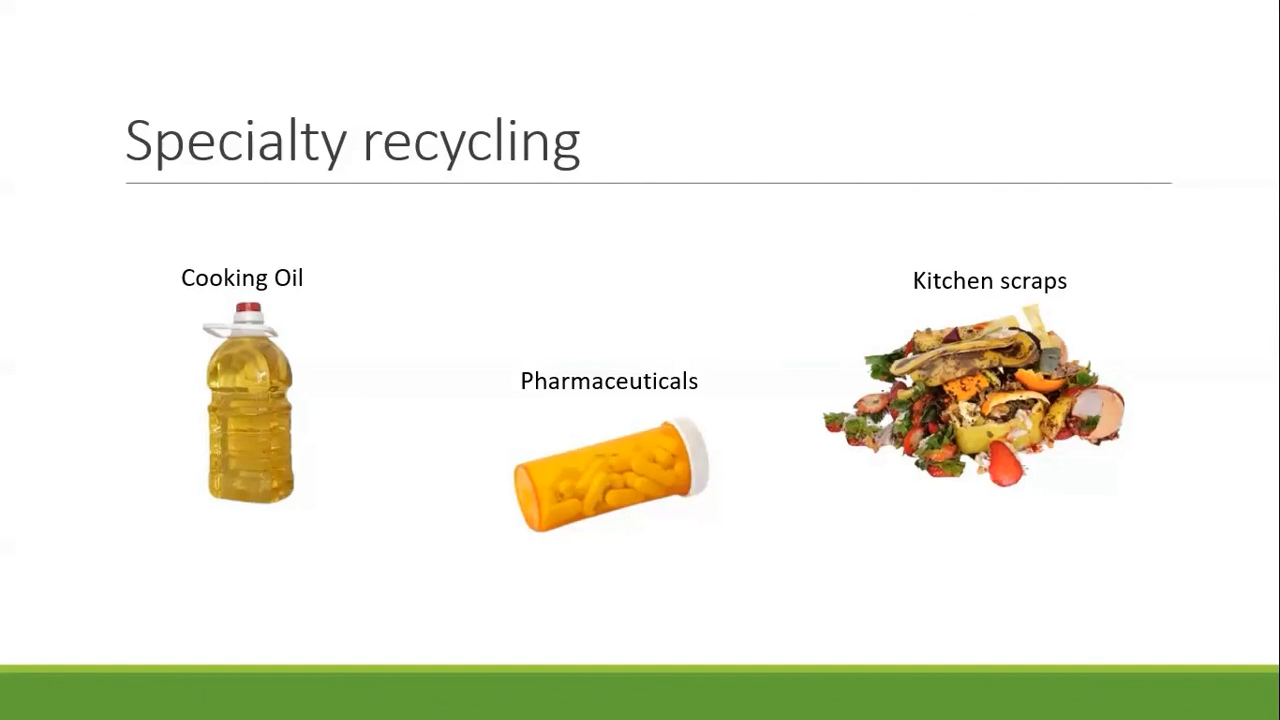 Specialty recycling
Cooking Oil
Pharmaceuticals
Kitchen scraps